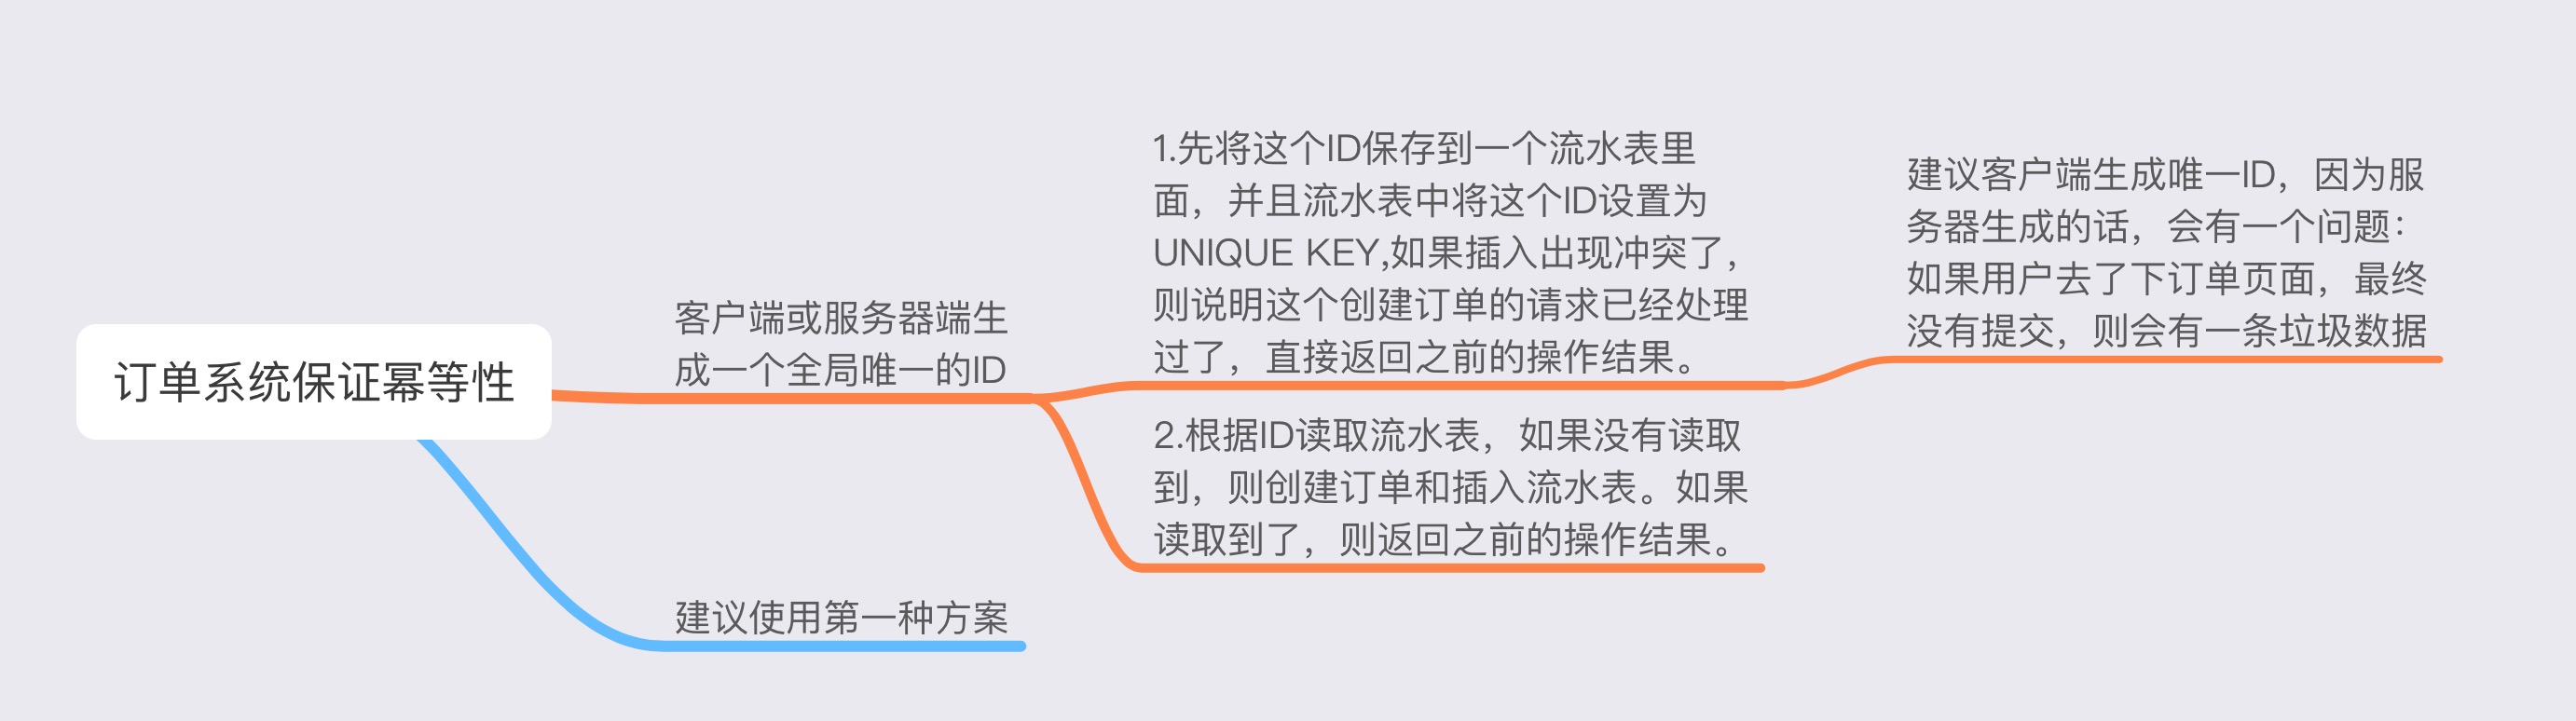 订单系统保证幂等性
客户端或服务器端生
成一个全局唯一的ID
1.先将这个ID保存到一个流水表里
面，并且流水表中将这个ID设置为
UNIQUE KEY,如果插入出现冲突了，
则说明这个创建订单的请求已经处理
过了，直接返回之前的操作结果。
建议客户端生成唯一ID，因为服
务器生成的话，会有一个问题：
如果用户去了下订单页面，最终
没有提交，则会有一条垃圾数据
2.根据ID读取流水表，如果没有读取
到，则创建订单和插入流水表。如果
读取到了，则返回之前的操作结果。
建议使用第一种方案